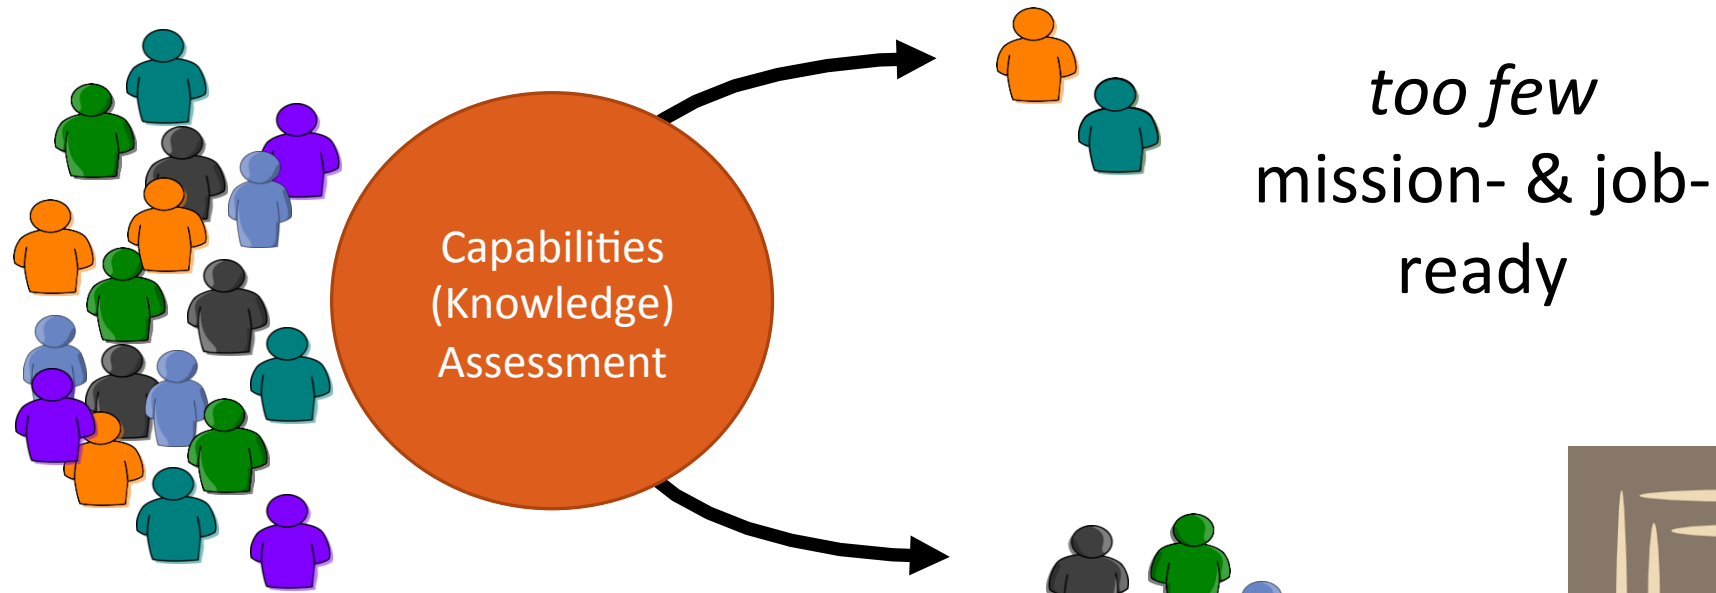 too few
mission- & job-
ready
Capabilities
(Knowledge)
Assessment